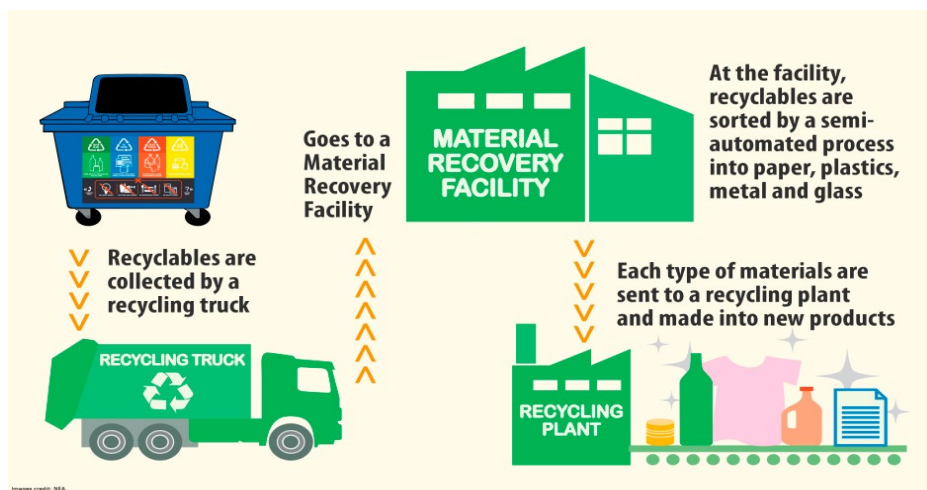 Recyclables are
collected by a
recycling truck
RECYCLING TRUCK
Goes to a
Material
Recovery
Facility
MATERIAL
RECOVERY
FACILITY
At the facility,
recyclables are
sorted by a semi-
automated process
into paper, plastics,
metal and glass
Each type of materials are
sent to a recycling plant
and made into new products
RECYCLING
PLANT
Images credit: NEA